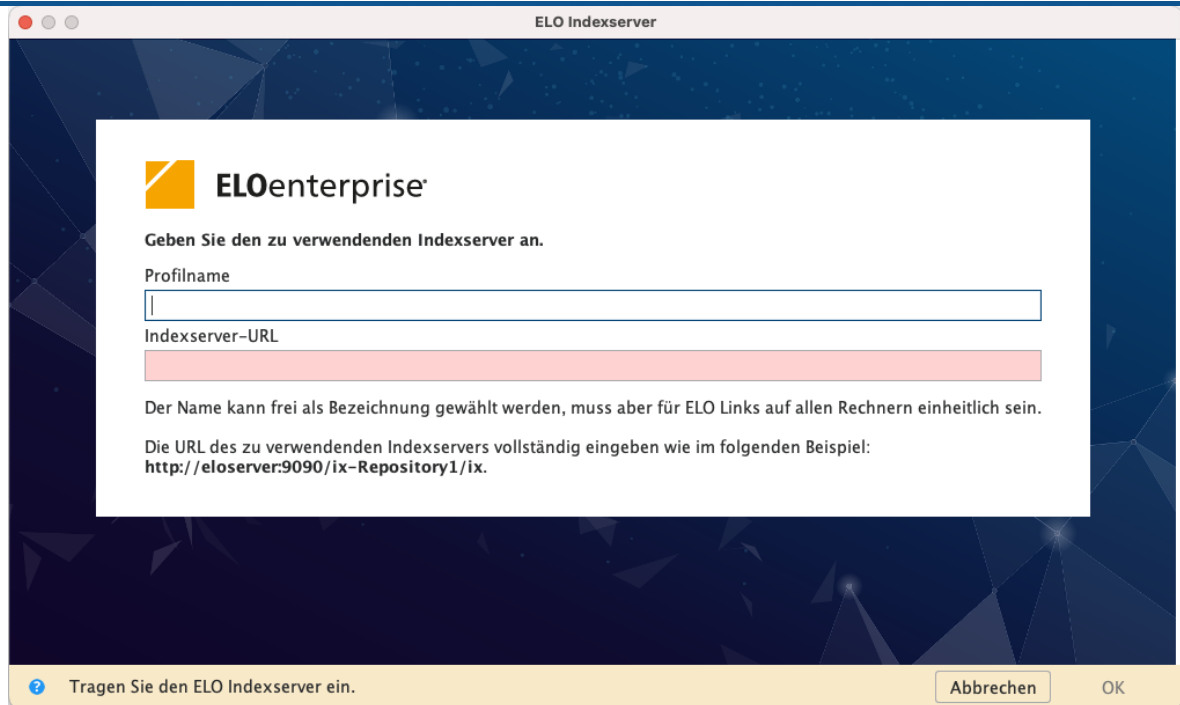 ELO Indexserver
ELOenterprise®
Geben Sie den zu verwendenden Indexserver an.
Profilname
Indexserver-URL
Der Name kann frei als Bezeichnung gewählt werden, muss aber für ELO Links auf allen Rechnern einheitlich sein.
Die URL des zu verwendenden Indexservers vollständig eingeben wie im folgenden Beispiel:
http://eloserver:9090/ix-Repository1/ix.
? Tragen Sie den ELO Indexserver ein.
Abbrechen
OK